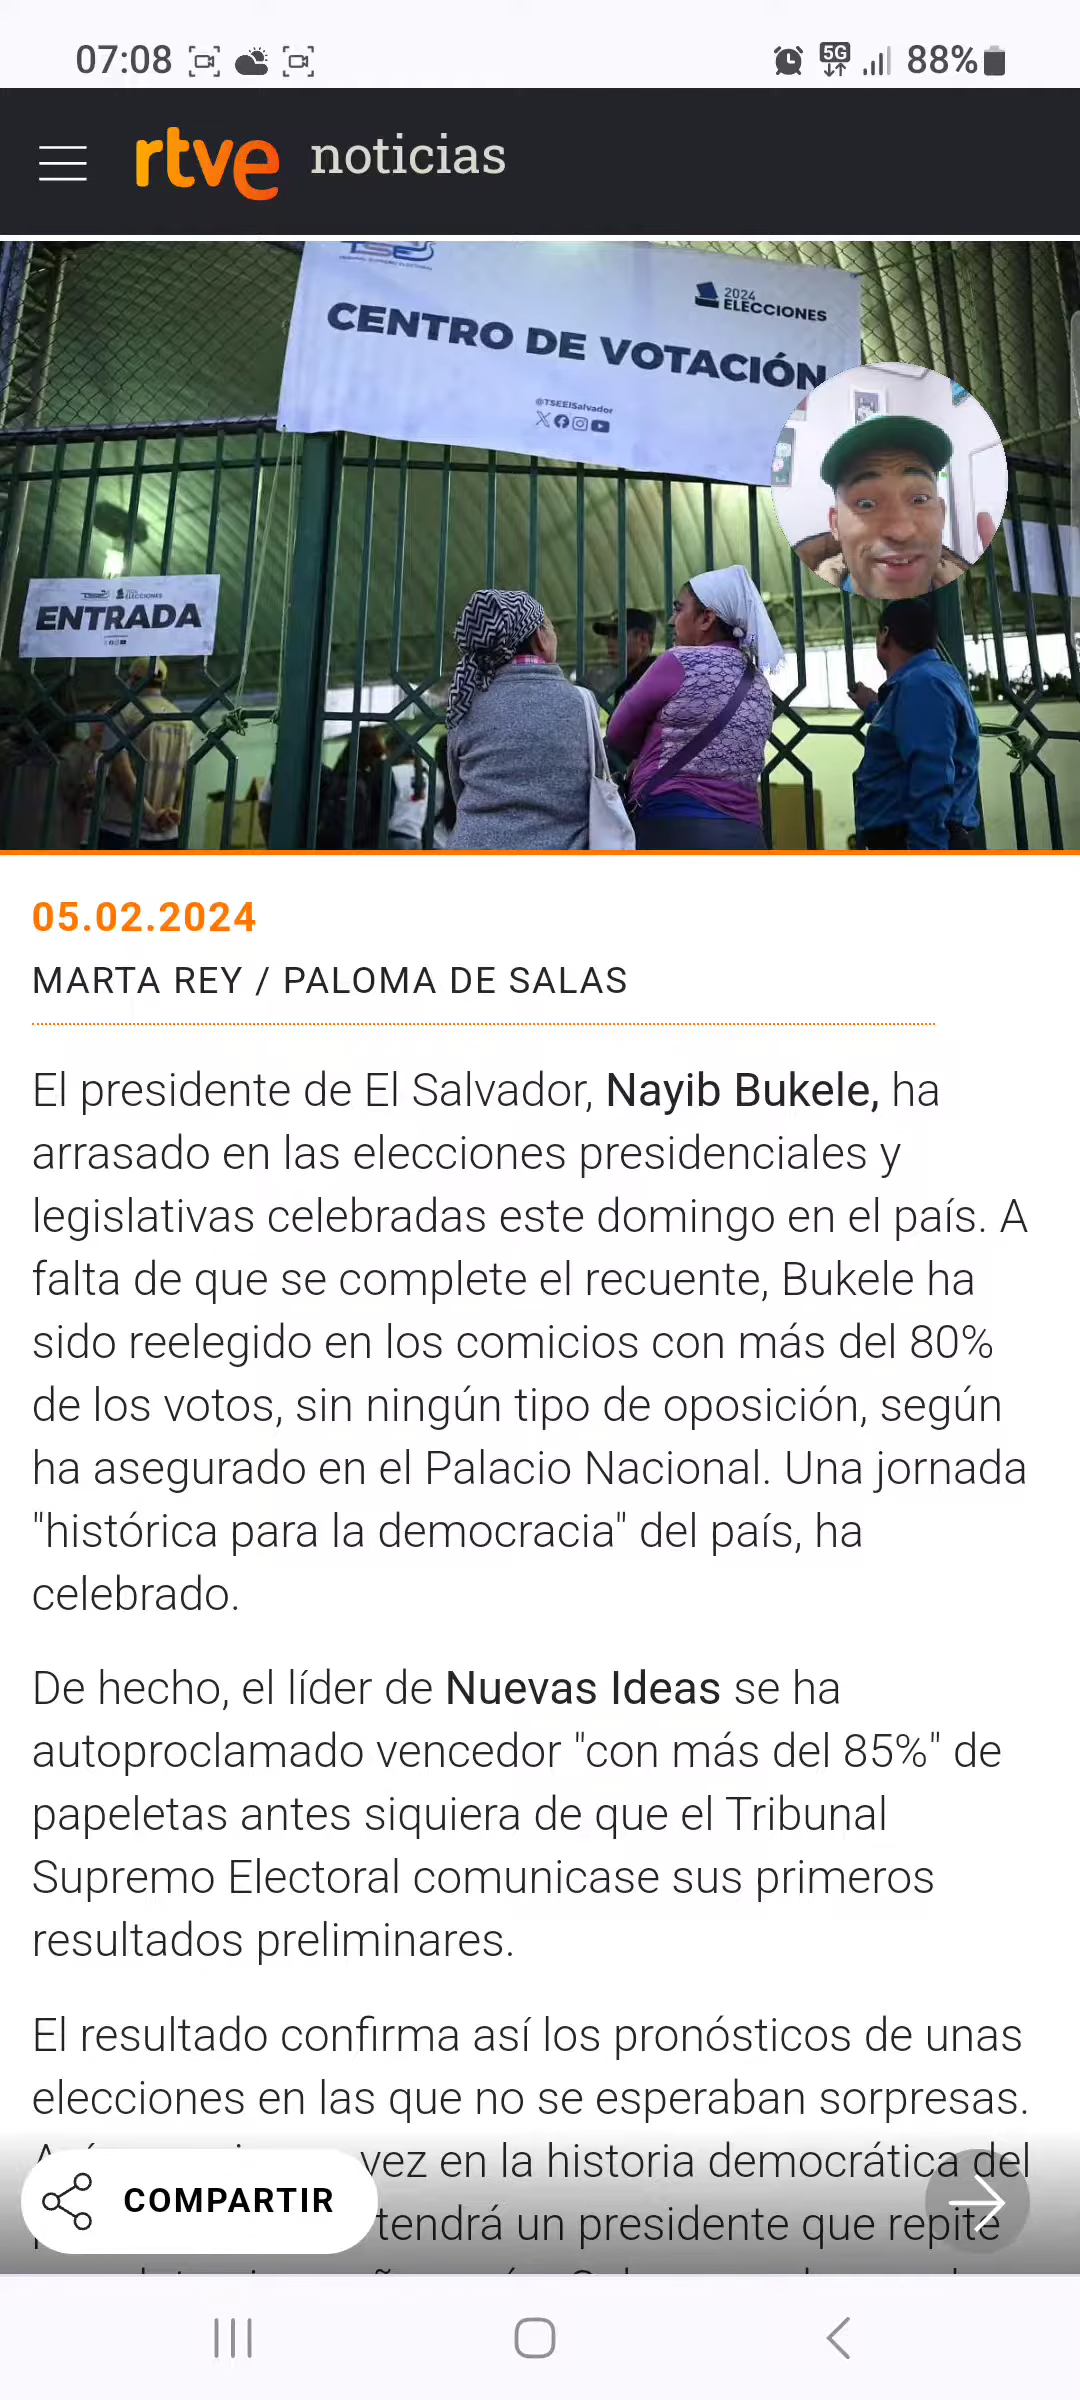 07:08
5G
88%
rtve noticias
TSE
TRIBUNAL SUPREMO ELECTORAL
2024
ELECCIONES
CENTRO DE VOTACIÓN
@TSEElSalvador
ENTRADA
05.02.2024
MARTA REY / PALOMA DE SALAS
El presidente de El Salvador, Nayib Bukele, ha
arrasado en las elecciones presidenciales y
legislativas celebradas este domingo en el país. A
falta de que se complete el recuente, Bukele ha
sido reelegido en los comicios con más del 80%
de los votos, sin ningún tipo de oposición, según
ha asegurado en el Palacio Nacional. Una jornada
"histórica para la democracia" del país, ha
celebrado.
De hecho, el líder de Nuevas Ideas se ha
autoproclamado vencedor "con más del 85%" de
papeletas antes siquiera de que el Tribunal
Supremo Electoral comunicase sus primeros
resultados preliminares.
El resultado confirma así los pronósticos de unas
elecciones en las que no se esperaban sorpresas.
vez en la historia democrática del
tendrá un presidente que repite
COMPARTIR